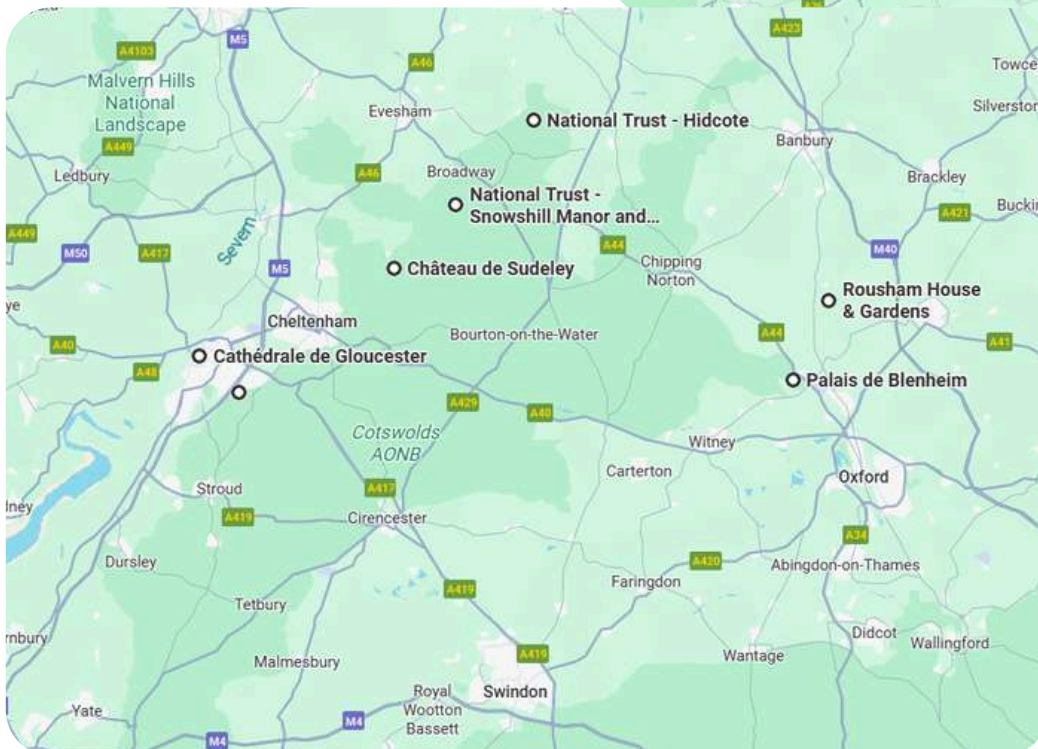 A423
M5
A4103
A46
Towce
Malvern Hills
National
Landscape
Silverston
Evesham
National Trust - Hidcote
Banbury
A449
Ledbury
A46
Broadway
Brackley
National Trust -
Snowshill Manor and...
A421
Buckin
A449
M50
A417
Severn
M5
A44
M40
Château de Sudeley
Chipping
Norton
Rousham House
& Gardens
ye
Cheltenham
Bourton-on-the-Water
A44
A40
A41
Cathédrale de Gloucester
A48
Palais de Blenheim
A429
A40
Cotswolds
AONB
Witney
Carterton
Oxford
Stroud
A417
dney
A419
Cirencester
A34
Dursley
A420
Abingdon-on-Thames
Faringdon
A419
Tetbury
rnbury
Didcot
Wallingford
Malmesbury
A419
Wantage
Swindon
Royal
Wootton
Bassett
Yate
M4
M4